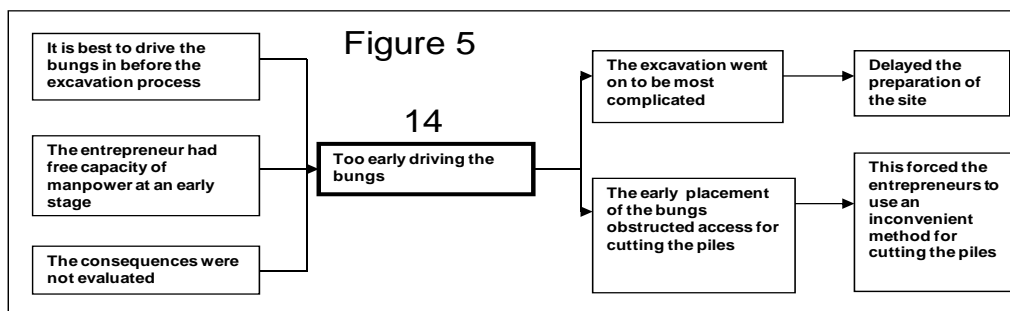 Figure 5
It is best to drive the
bungs in before the
excavation process
The entrepreneur had
free capacity of
manpower at an early
stage
The consequences were
not evaluated
14
Too early driving the
bungs
The excavation went
on to be most
complicated
Delayed the
preparation of
the site
The early placement
of the bungs
obstructed access for
cutting the piles
This forced the
entrepreneurs to
use an
inconvenient
method for
cutting the piles